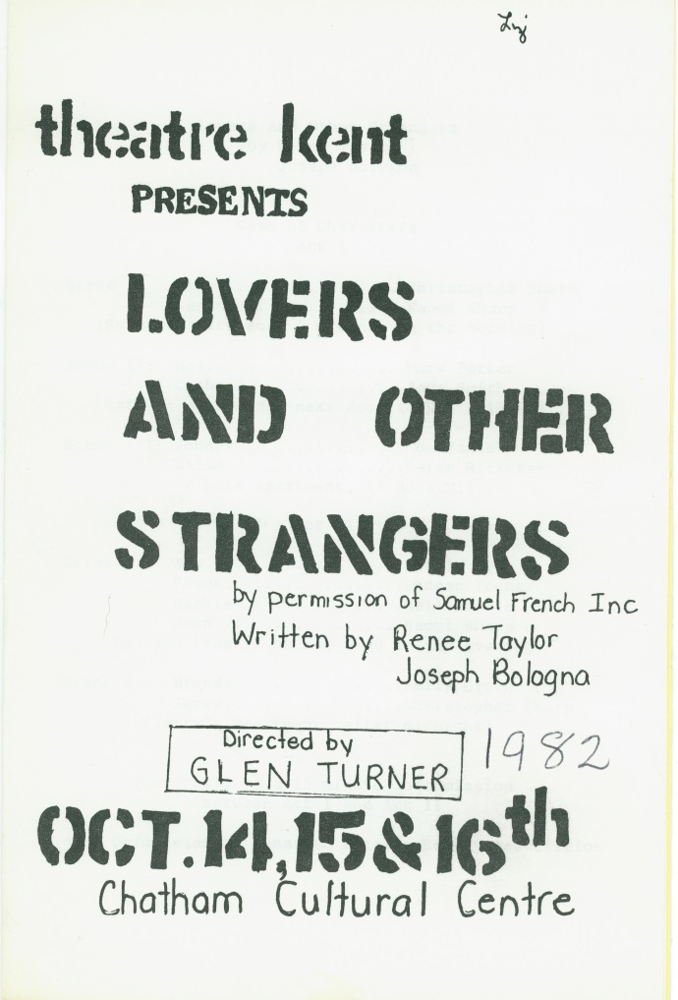 Liz
theatre kent
PRESENTS
LOVERS
AND OTHER
STRANGERS
by permission of Samuel French Inc
Written by Renee Taylor
Joseph Bologna
Directed by
GLEN TURNER
1982
OCT. 14, 15 & 16th
Chatham Cultural Centre